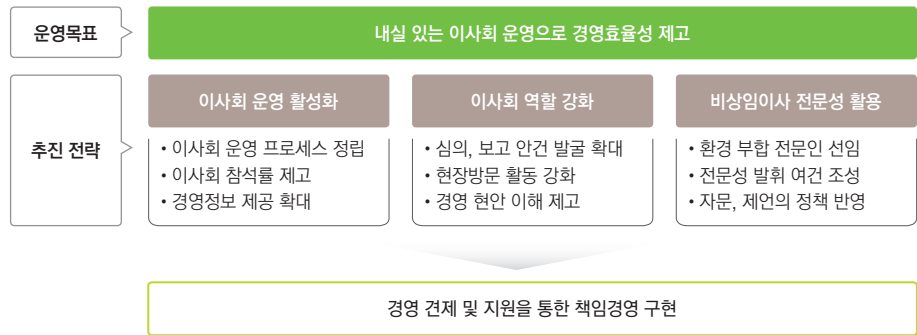 운영목표
내실 있는 이사회 운영으로 경영효율성 제고
추진 전략
이사회 운영 활성화
• 이사회 운영 프로세스 정립
• 이사회 참석률 제고
• 경영정보 제공 확대
이사회 역할 강화
• 심의, 보고 안건 발굴 확대
• 현장방문 활동 강화
• 경영 현안 이해 제고
비상임이사 전문성 활용
• 환경 부합 전문인 선임
• 전문성 발휘 여건 조성
• 자문, 제언의 정책 반영
경영 견제 및 지원을 통한 책임경영 구현